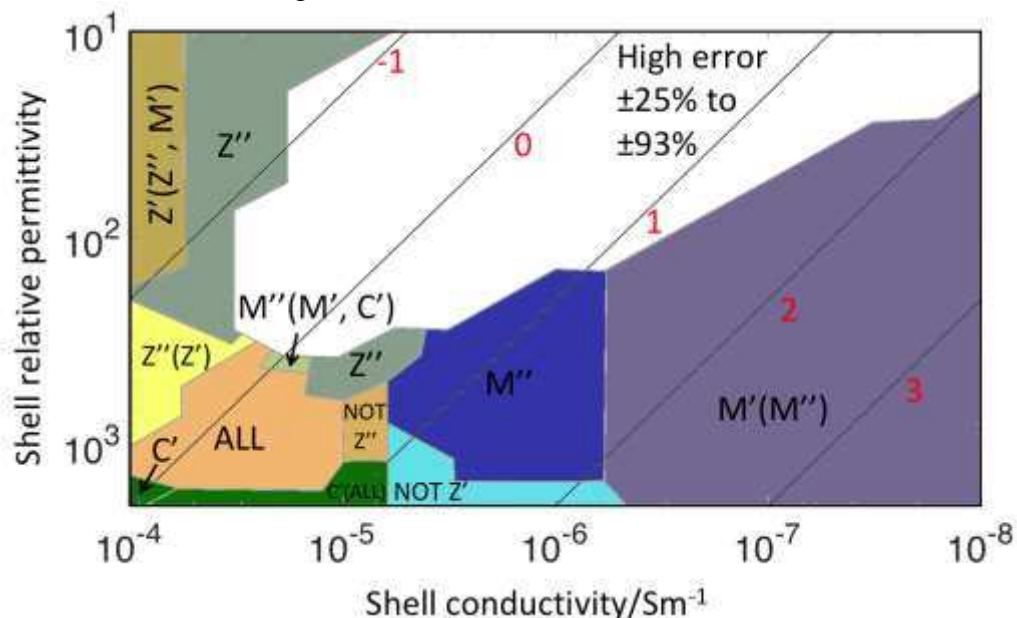 10¹
-1
High error
±25% to
±93%
Z'(Z'', M')
Z''
0
Shell relative permittivity
10²
1
M''(M', C')
2
Z''(Z')
Z''
M''
3
M'(M'')
NOT
Z''
ALL
10³
C'
C'(ALL)
NOT Z'
10⁻⁴
10⁻⁵
10⁻⁶
10⁻⁷
10⁻⁸
Shell conductivity/Sm⁻¹